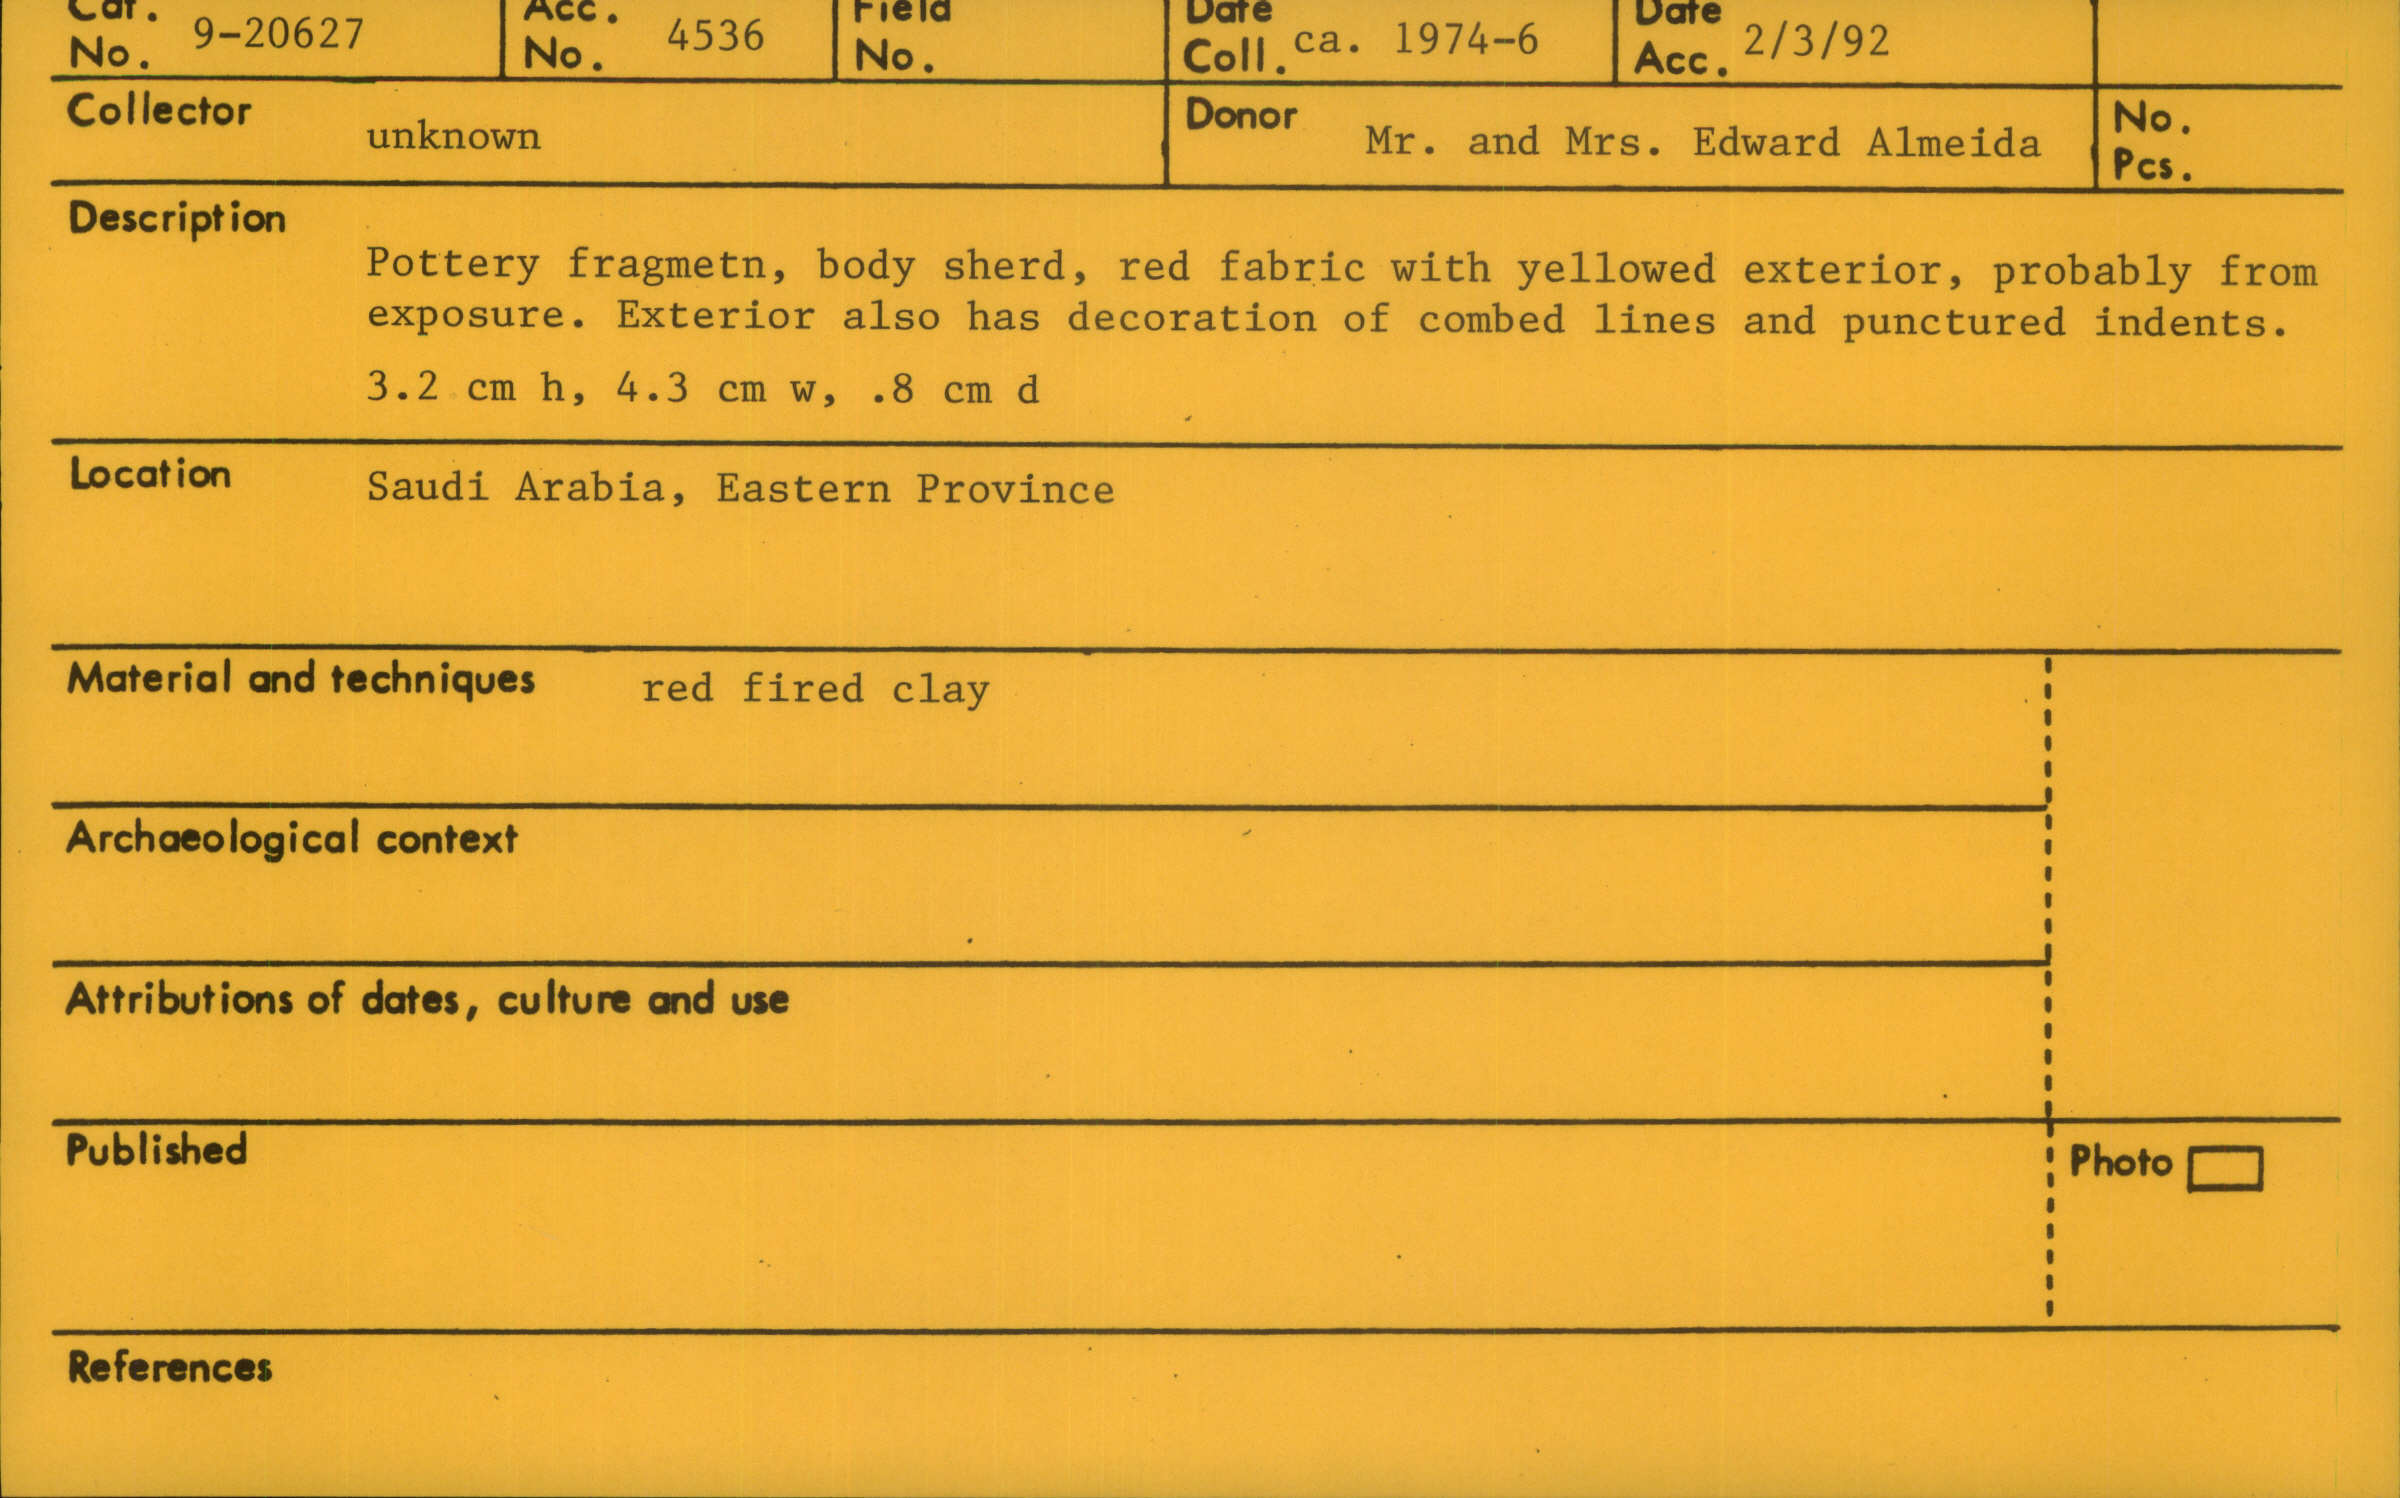 Cat. No. 9-20627 Acc. No. 4536 Field No. Date Coll. ca. 1974-6 Date Acc. 2/3/92
Collector unknown Donor Mr. and Mrs. Edward Almeida No. Pcs.
Description
Pottery fragmetn, body sherd, red fabric with yellowed exterior, probably from
exposure. Exterior also has decoration of combed lines and punctured indents.
3.2 cm h, 4.3 cm w, .8 cm d
Location Saudi Arabia, Eastern Province
Material and techniques red fired clay
Archaeological context
Attributions of dates, culture and use
Published Photo
References